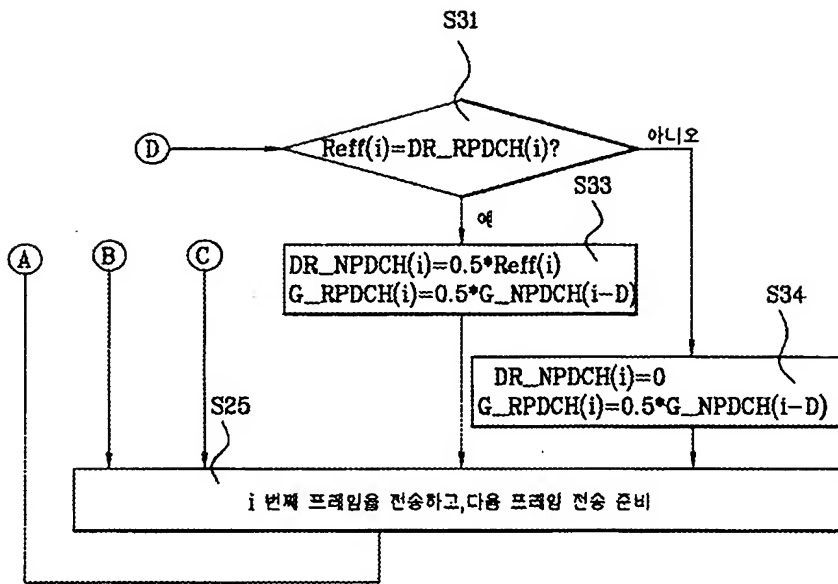 S31
D
Reff(i)=DR_RPDCH(i)?
아니오
예
S33
A
B
C
DR_NPDCH(i)=0.5*Reff(i)
G_RPDCH(i)=0.5*G_NPDCH(i-D)
S34
DR_NPDCH(i)=0
G_RPDCH(i)=0.5*G_NPDCH(i-D)
S25
i 번째 프레임을 전송하고,다음 프레임 전송 준비